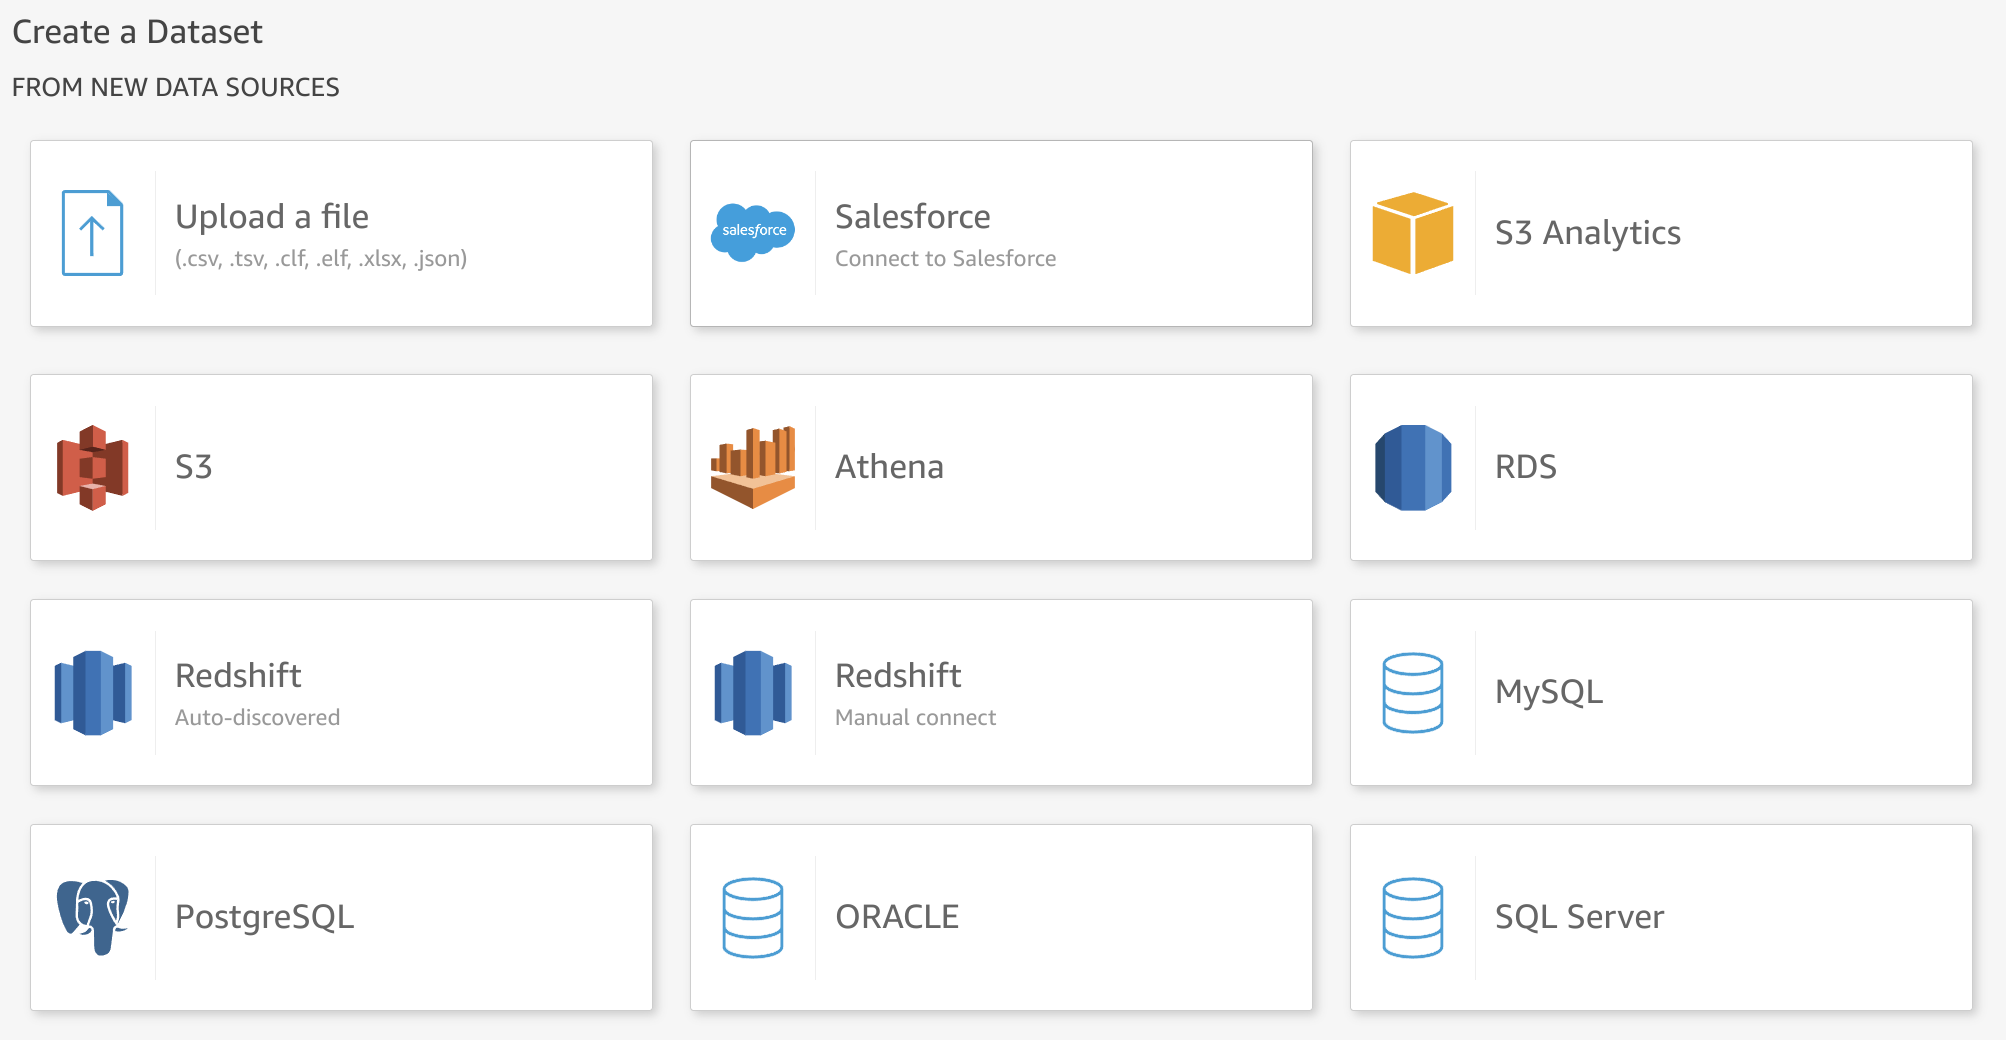 Create a Dataset
FROM NEW DATA SOURCES
Upload a file
(.csv, .tsv, .clf, .elf, .xlsx, .json)
salesforce
Salesforce
Connect to Salesforce
S3 Analytics
S3
Athena
RDS
Redshift
Auto-discovered
Redshift
Manual connect
MySQL
PostgreSQL
ORACLE
SQL Server